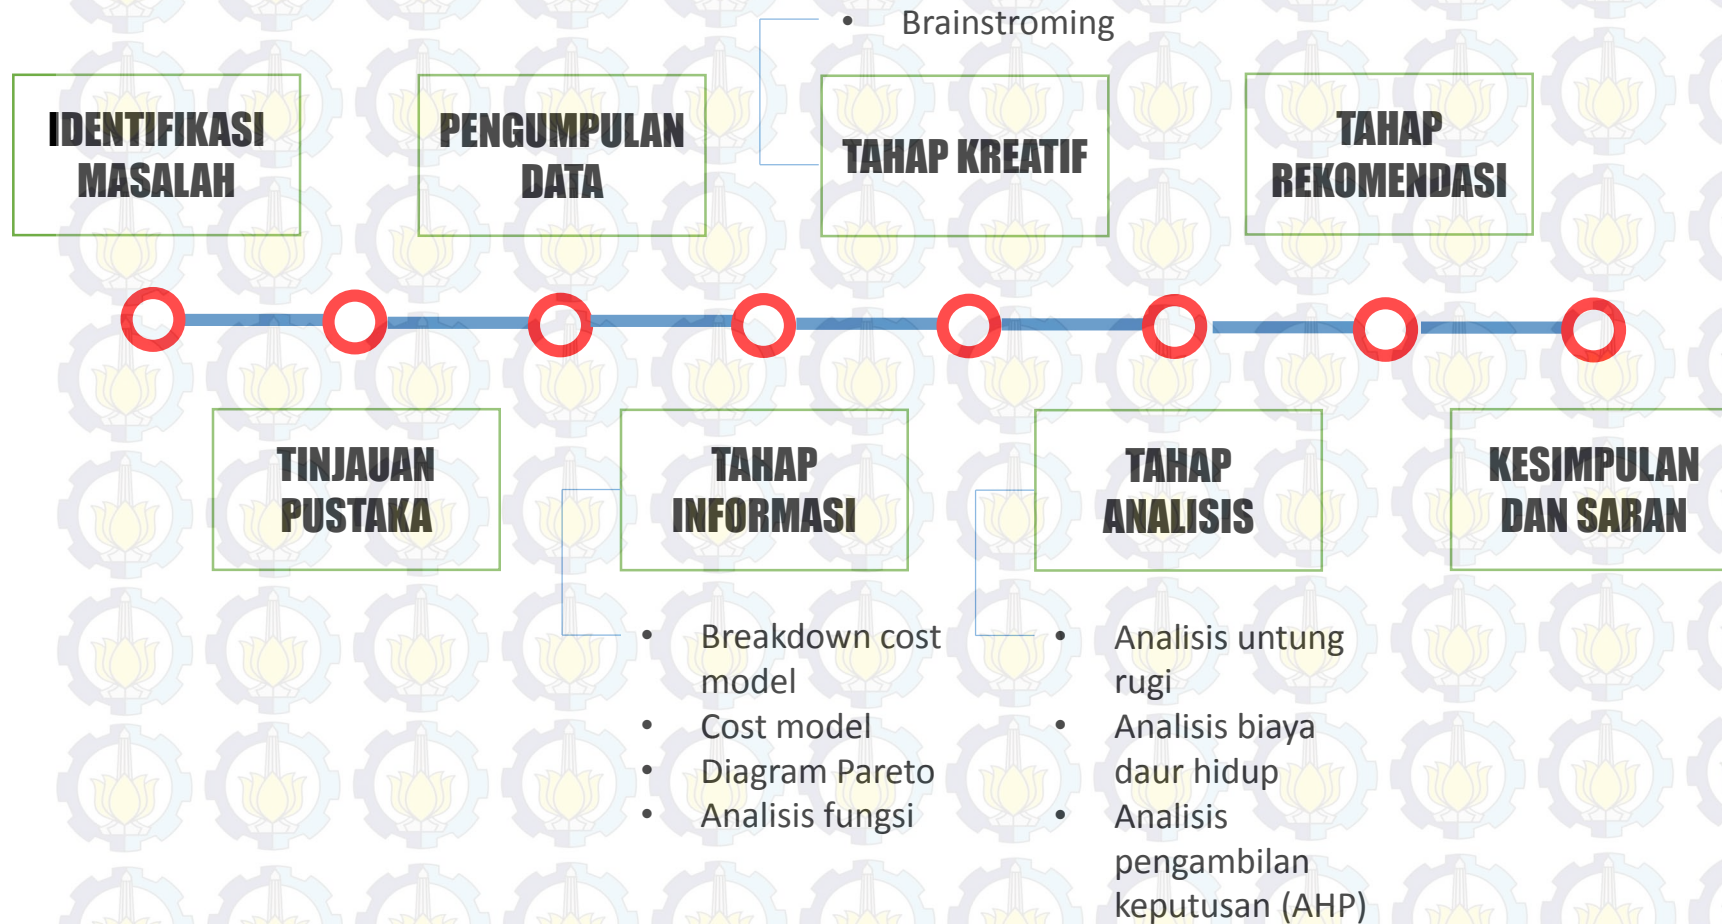 • Brainstroming
IDENTIFIKASI
MASALAH
PENGUMPULAN
DATA
TAHAP KREATIF
TAHAP
REKOMENDASI
TINJAUAN
PUSTAKA
TAHAP
INFORMASI
TAHAP
ANALISIS
KESIMPULAN
DAN SARAN
• Breakdown cost
model
• Cost model
• Diagram Pareto
• Analisis fungsi
• Analisis untung
rugi
• Analisis biaya
daur hidup
• Analisis
pengambilan
keputusan (AHP)